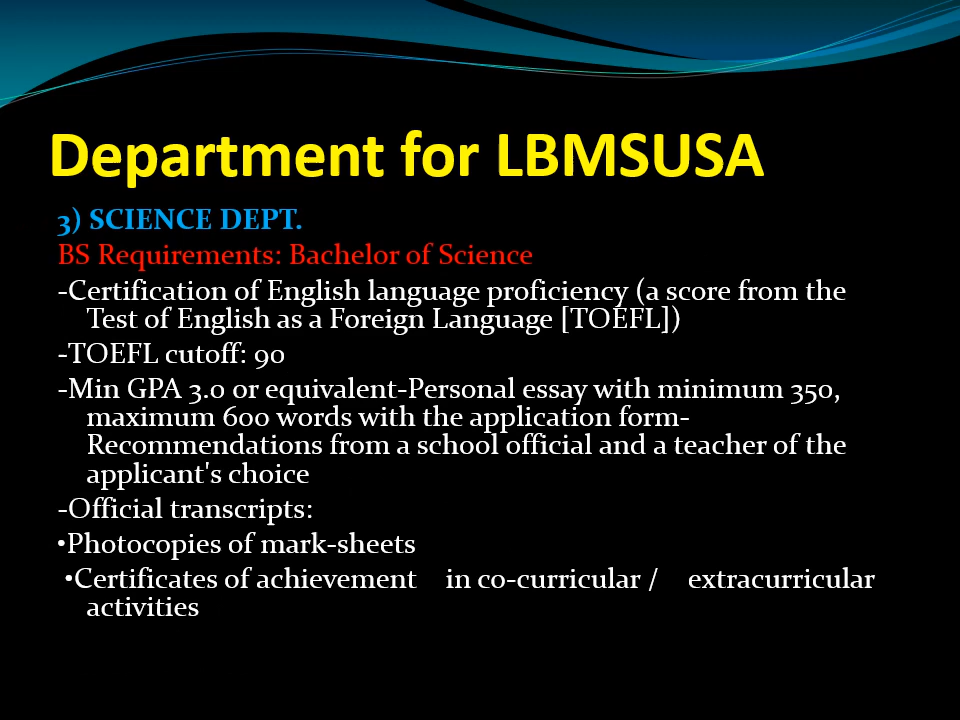 Department for LBMSUSA
3) SCIENCE DEPT.
BS Requirements: Bachelor of Science
-Certification of English language proficiency (a score from the
Test of English as a Foreign Language [TOEFL])
-TOEFL cutoff: 90
-Min GPA 3.0 or equivalent-Personal essay with minimum 350,
maximum 600 words with the application form-
Recommendations from a school official and a teacher of the
applicant's choice
-Official transcripts:
•Photocopies of mark-sheets
•Certificates of achievement in co-curricular / extracurricular
activities